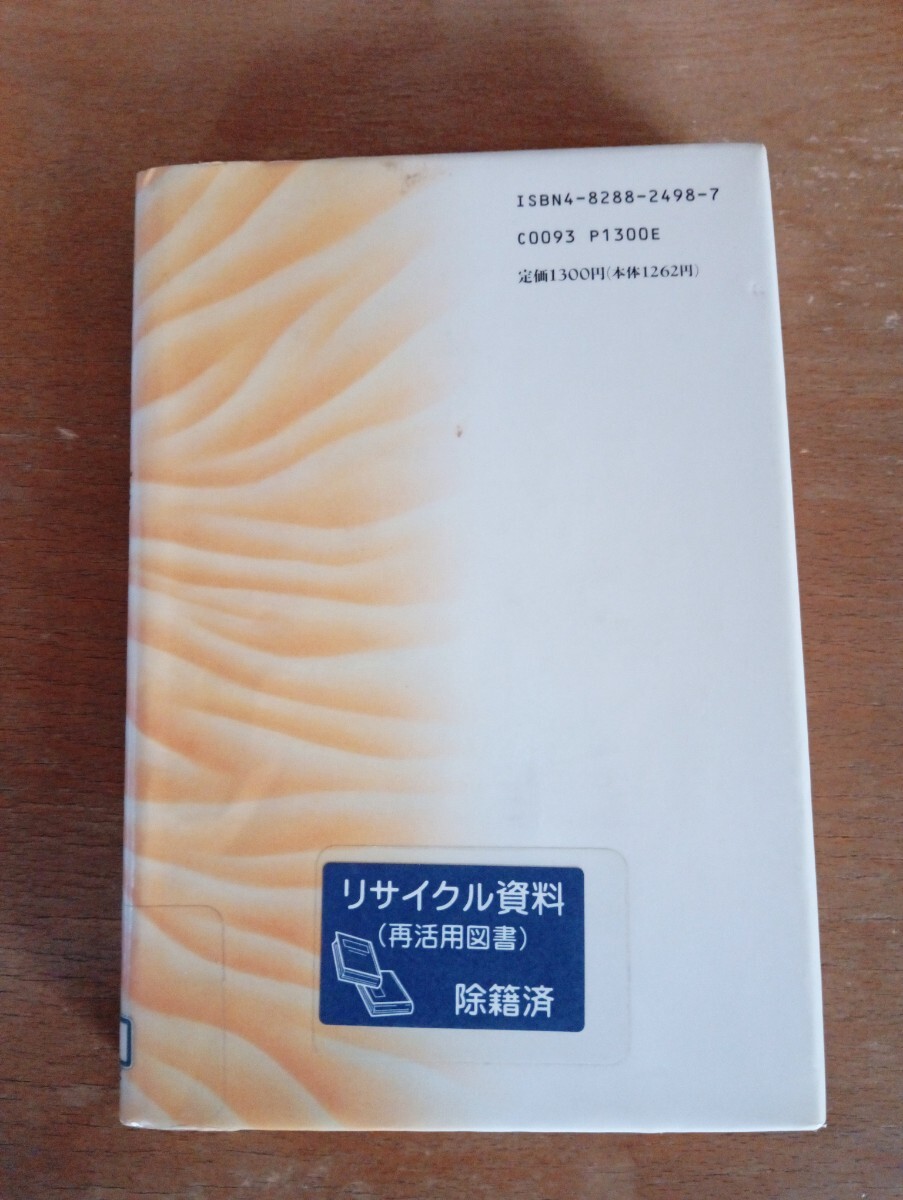 ISBN4-8288-2498-7
C0093 P1300E
定価1300円(本体1262円)
リサイクル資料
(再活用図書)
除籍済